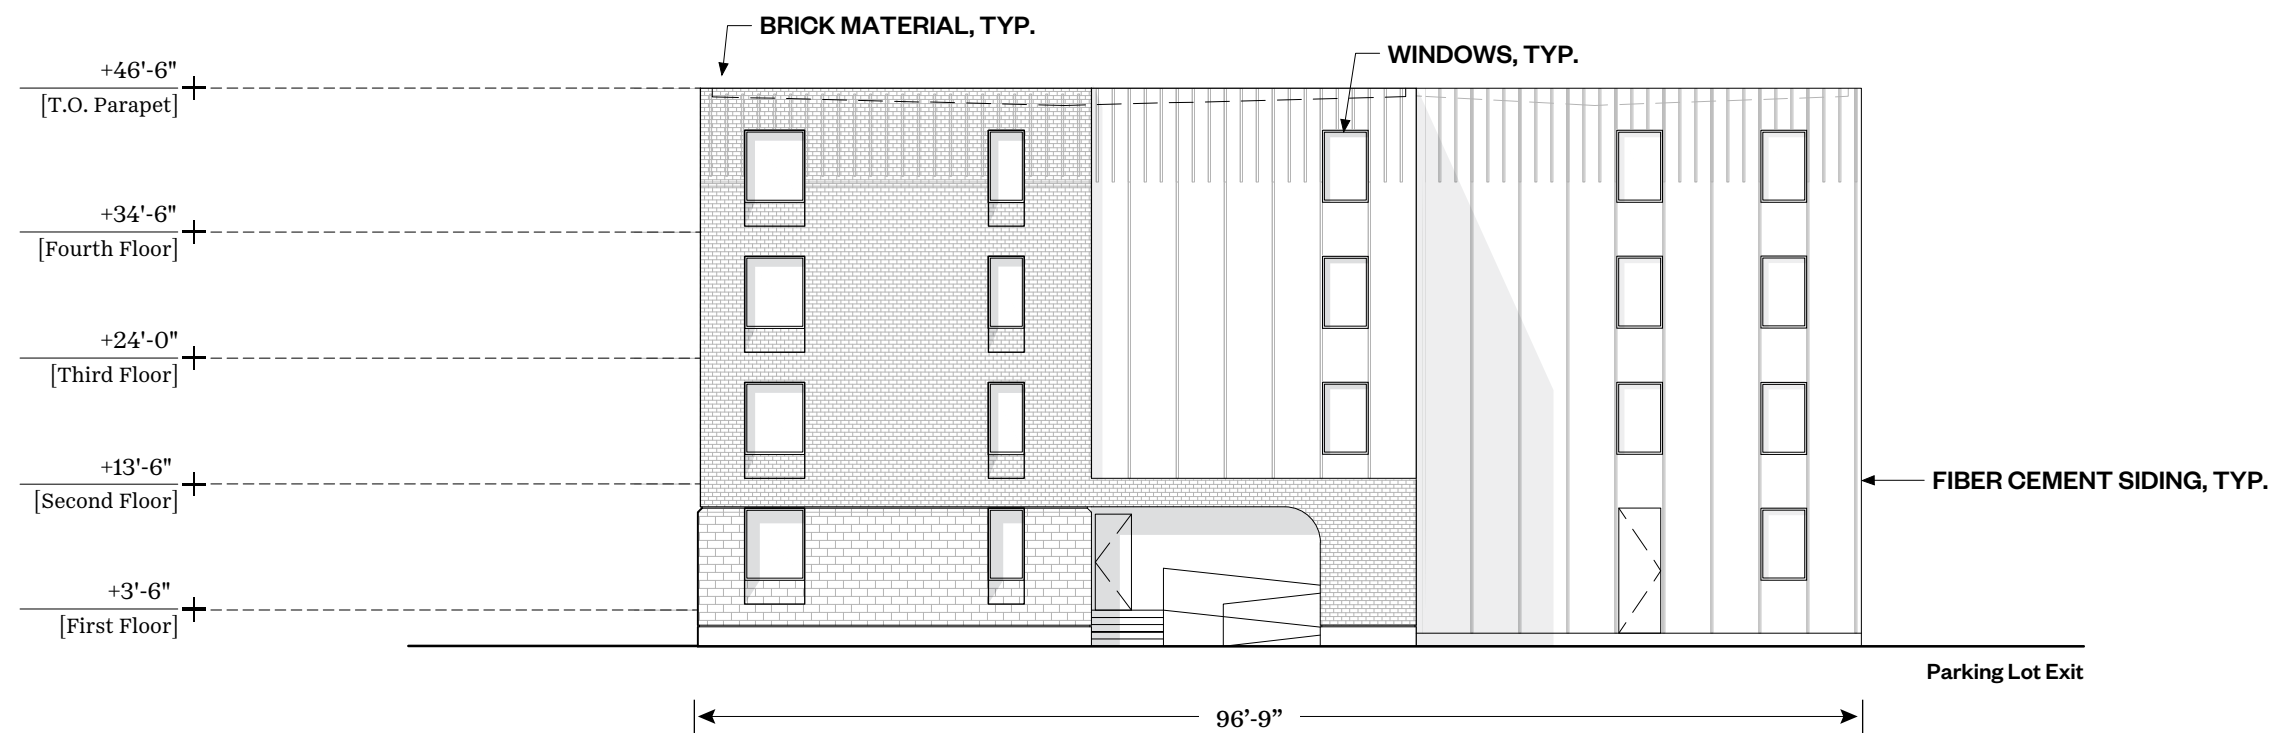 BRICK MATERIAL, TYP.
WINDOWS, TYP.
+46'-6"
[T.O. Parapet]
+34'-6"
[Fourth Floor]
+24'-0"
[Third Floor]
+13'-6"
[Second Floor]
FIBER CEMENT SIDING, TYP.
+3'-6"
[First Floor]
Parking Lot Exit
96’-9”